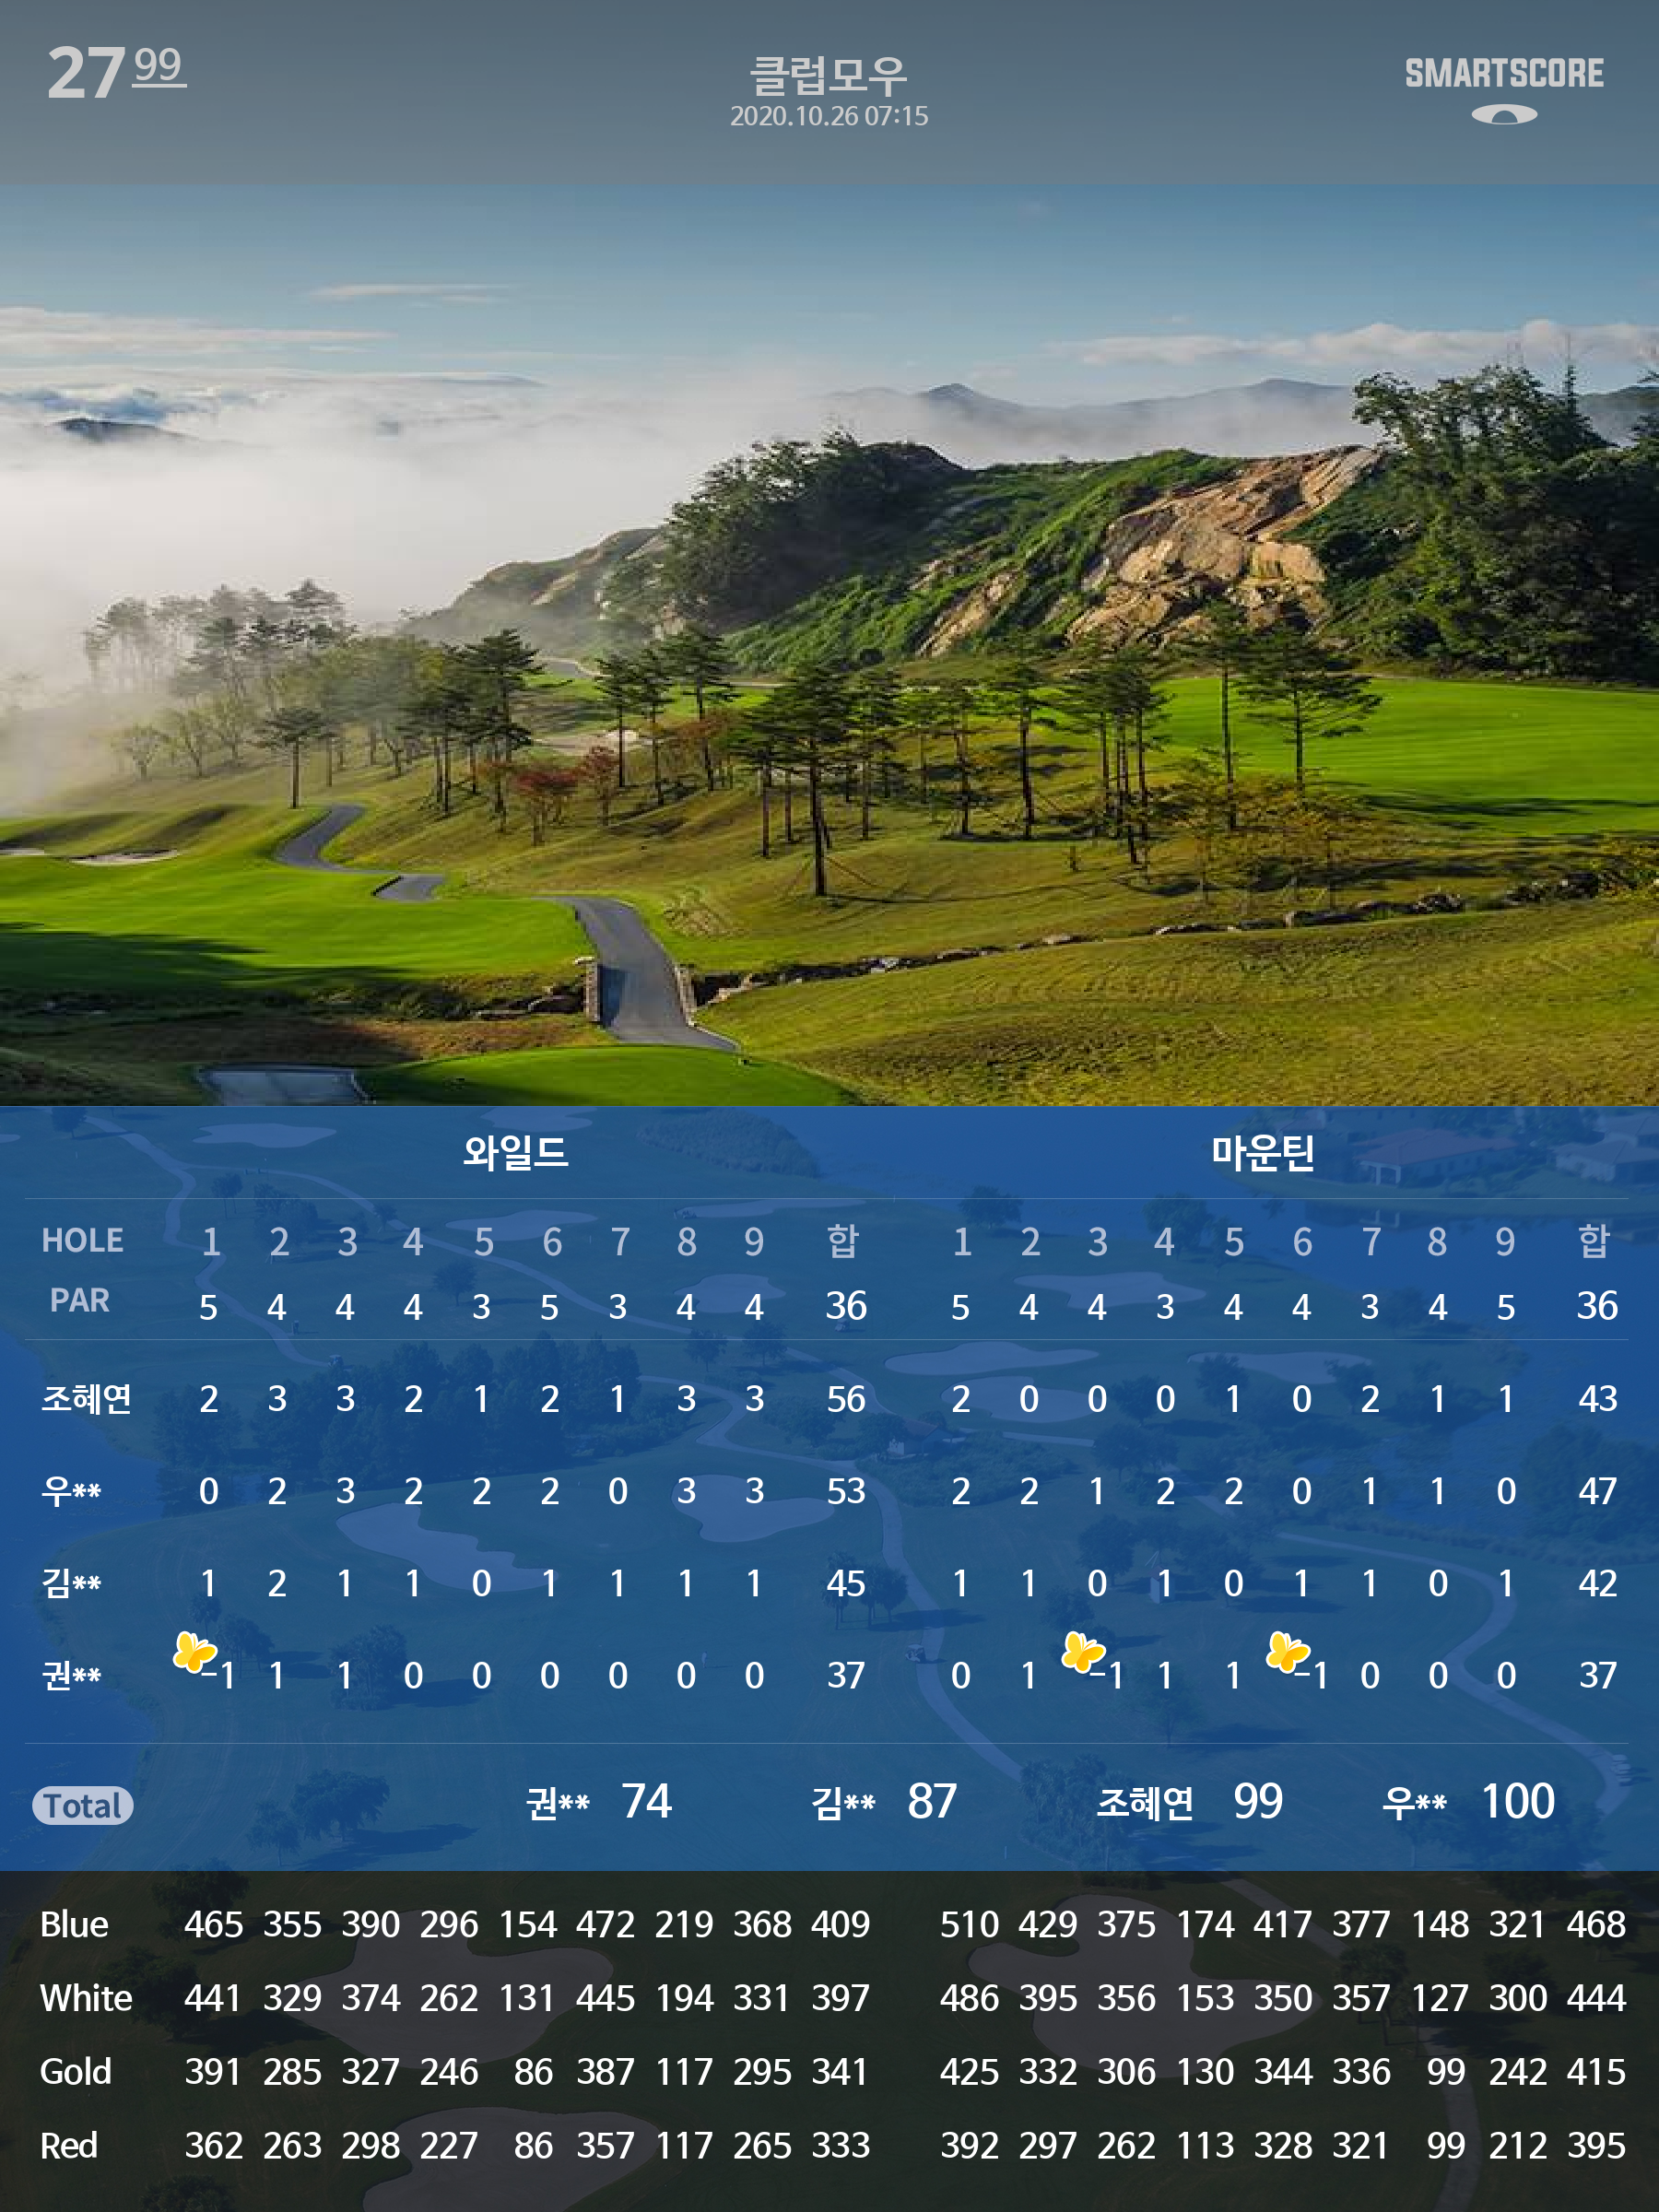 27 99
클럽모우
2020.10.26 07:15
SMARTSCORE
와일드 마운틴
HOLE 1 2 3 4 5 6 7 8 9 합 1 2 3 4 5 6 7 8 9 합
PAR 5 4 4 4 3 5 3 4 4 36 5 4 4 3 4 4 3 4 5 36
조혜연 2 3 3 2 1 2 1 3 3 56 2 0 0 0 1 0 2 1 1 43
우** 0 2 3 2 2 2 0 3 3 53 2 2 1 2 2 0 1 1 0 47
김** 1 2 1 1 0 1 1 1 1 45 1 1 0 1 0 1 1 0 1 42
권** -1 1 1 0 0 0 0 0 0 37 0 1 -1 1 1 -1 0 0 0 37
Total 권** 74 김** 87 조혜연 99 우** 100
Blue 465 355 390 296 154 472 219 368 409 510 429 375 174 417 377 148 321 468
White 441 329 374 262 131 445 194 331 397 486 395 356 153 350 357 127 300 444
Gold 391 285 327 246 86 387 117 295 341 425 332 306 130 344 336 99 242 415
Red 362 263 298 227 86 357 117 265 333 392 297 262 113 328 321 99 212 395